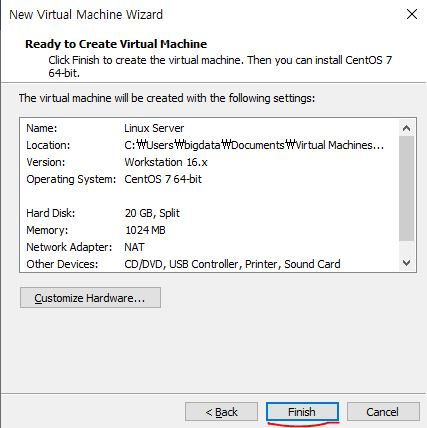 New Virtual Machine Wizard
Ready to Create Virtual Machine
Click Finish to create the virtual machine. Then you can install CentOS 7
64-bit.
The virtual machine will be created with the following settings:
Name: Linux Server
Location: C:₩Users₩bigdata₩Documents₩Virtual Machines...
Version: Workstation 16.x
Operating System: CentOS 7 64-bit
Hard Disk: 20 GB, Split
Memory: 1024 MB
Network Adapter: NAT
Other Devices: CD/DVD, USB Controller, Printer, Sound Card
Customize Hardware...
< Back Finish Cancel